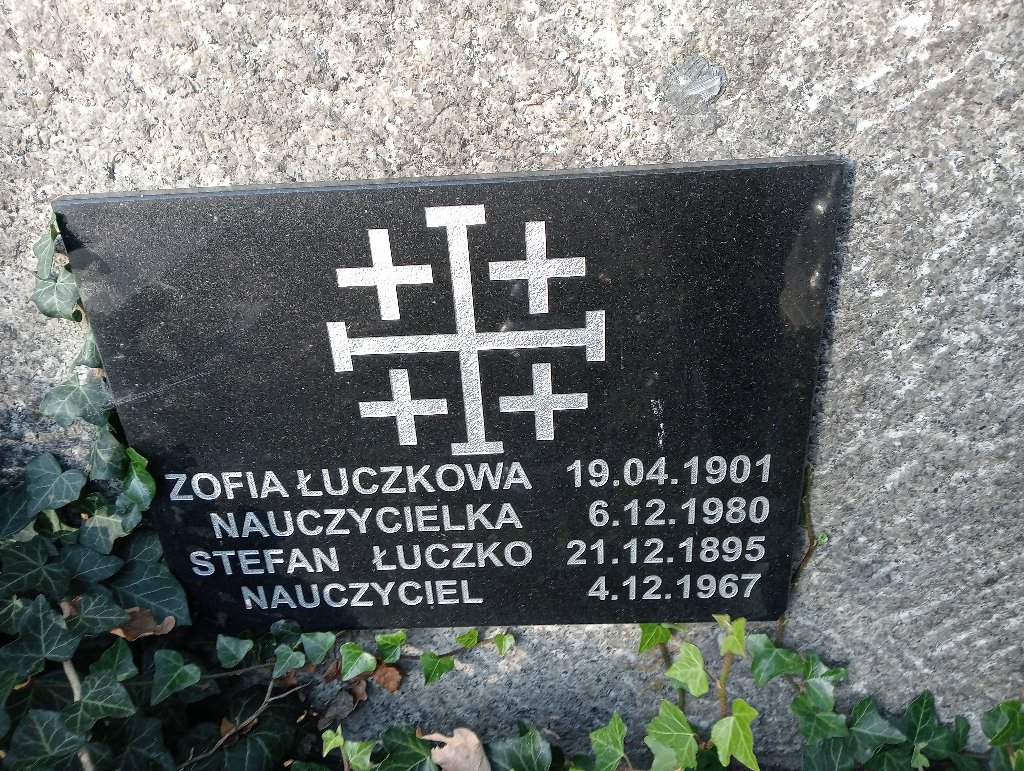 ZOFIA ŁUCZKOWA 19.04.1901
NAUCZYCIELKA 6.12.1980
STEFAN ŁUCZKO 21.12.1895
NAUCZYCIEL 4.12.1967